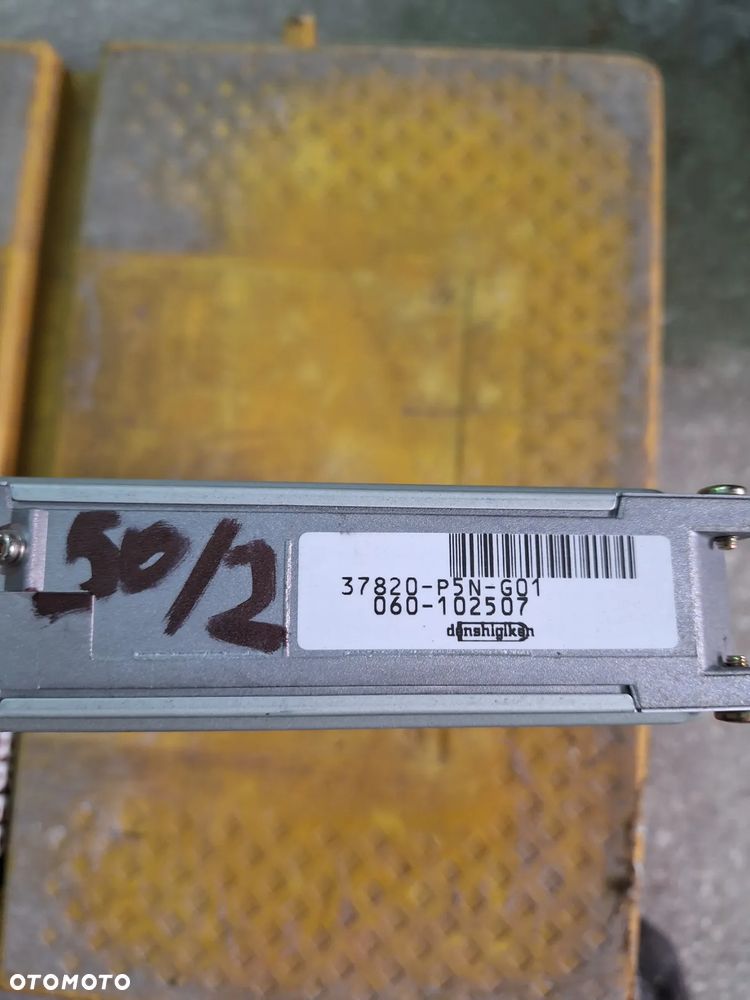 50/2
37820-P5N-G01
060-102507
denshigiken
OTOMOTO